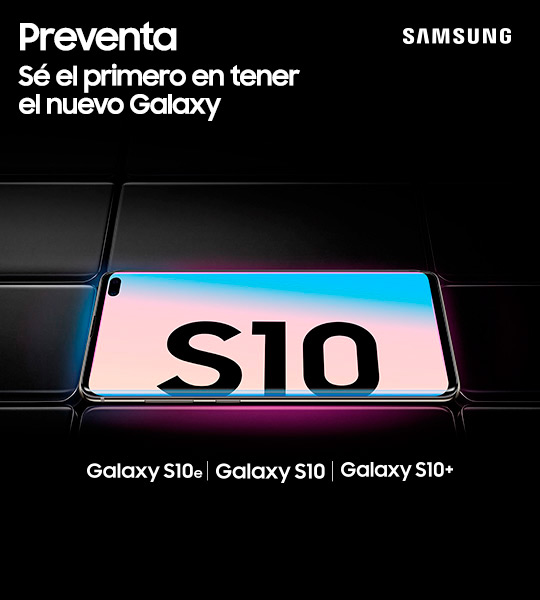 Preventa
SAMSUNG
Sé el primero en tener
el nuevo Galaxy
S10
Galaxy S10e | Galaxy S10 | Galaxy S10+